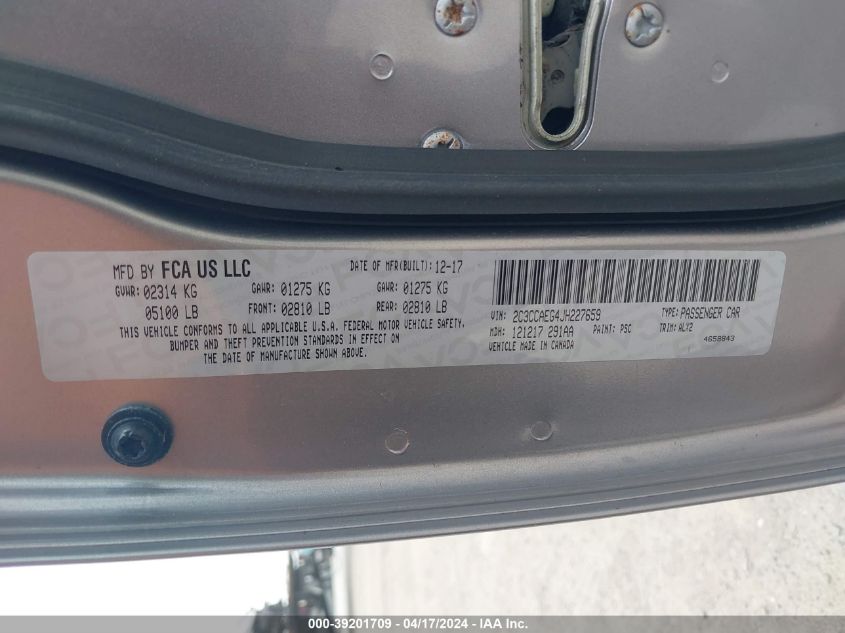 MFD BY FCA US LLC DATE OF MFR(BUILT): 12-17
GVWR: 02314 KG GAWR: 01275 KG GAWR: 01275 KG
05100 LB FRONT: 02810 LB REAR: 02810 LB
THIS VEHICLE CONFORMS TO ALL APPLICABLE U.S.A. FEDERAL MOTOR VEHICLE SAFETY,
BUMPER AND THEFT PREVENTION STANDARDS IN EFFECT ON
THE DATE OF MANUFACTURE SHOWN ABOVE.
VIN: 2C3CCAEG4JH227659 TYPE: PASSENGER CAR
MDH: 121217 291AA PAINT: PSC TRIM: ALY2
VEHICLE MADE IN CANADA 4658843
000-39201709 - 04/17/2024 - IAA Inc.